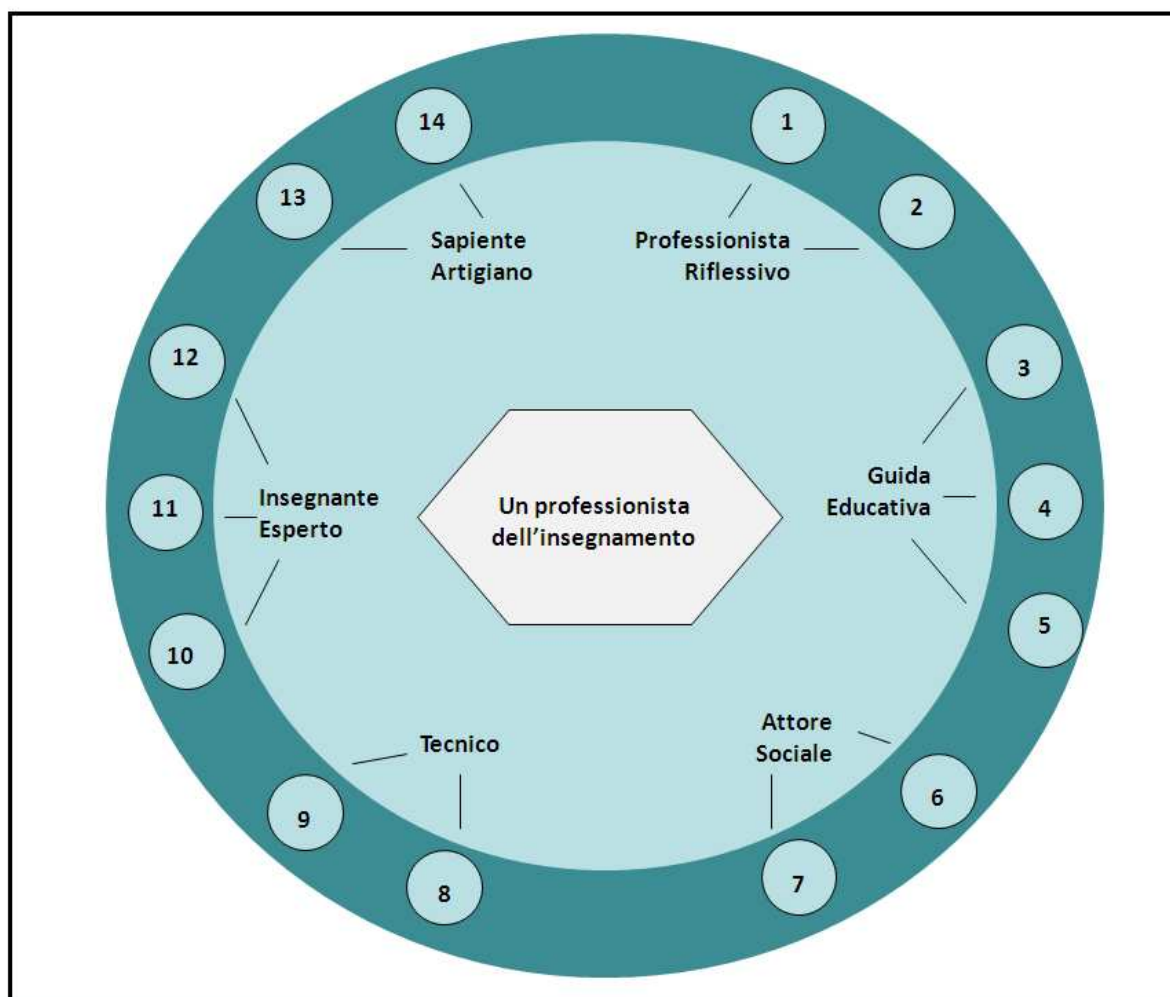 14
1
13
2
Sapiente
Artigiano
Professionista
Riflessivo
12
3
Insegnante
Esperto
Un professionista
dell’insegnamento
Guida
Educativa
11
4
10
5
Tecnico
Attore
Sociale
9
6
8
7